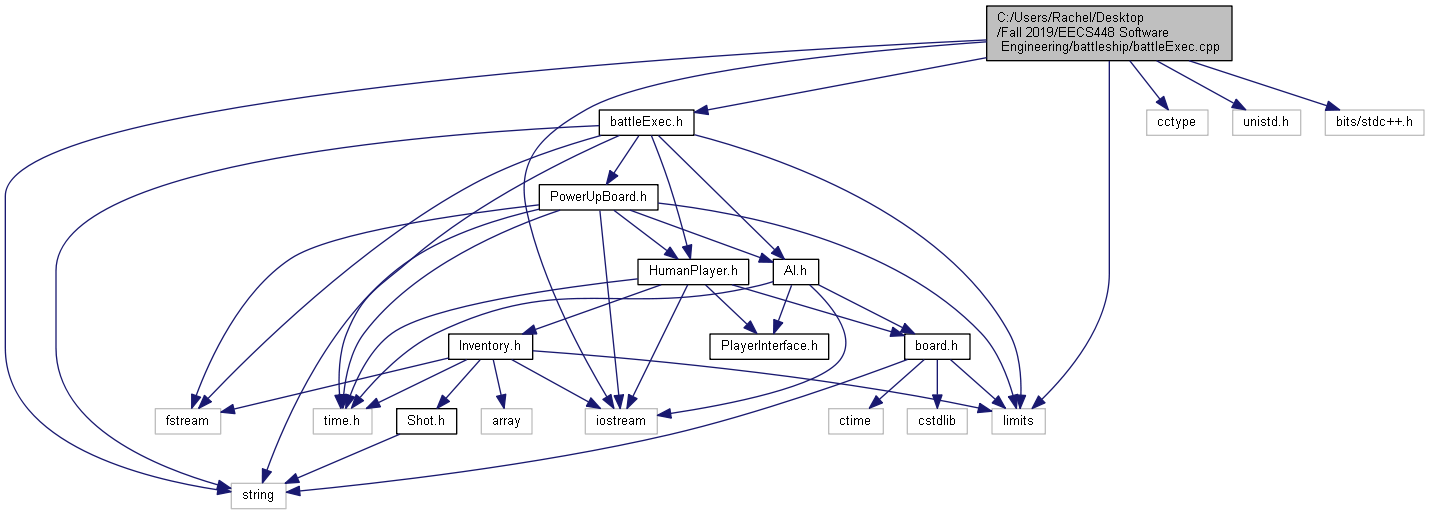 C:/Users/Rachel/Desktop
/Fall 2019/EECS448 Software
Engineering/battleship/battleExec.cpp
battleExec.h
cctype
unistd.h
bits/stdc++.h
PowerUpBoard.h
HumanPlayer.h
AI.h
Inventory.h
PlayerInterface.h
board.h
fstream
time.h
Shot.h
array
iostream
ctime
cstdlib
limits
string